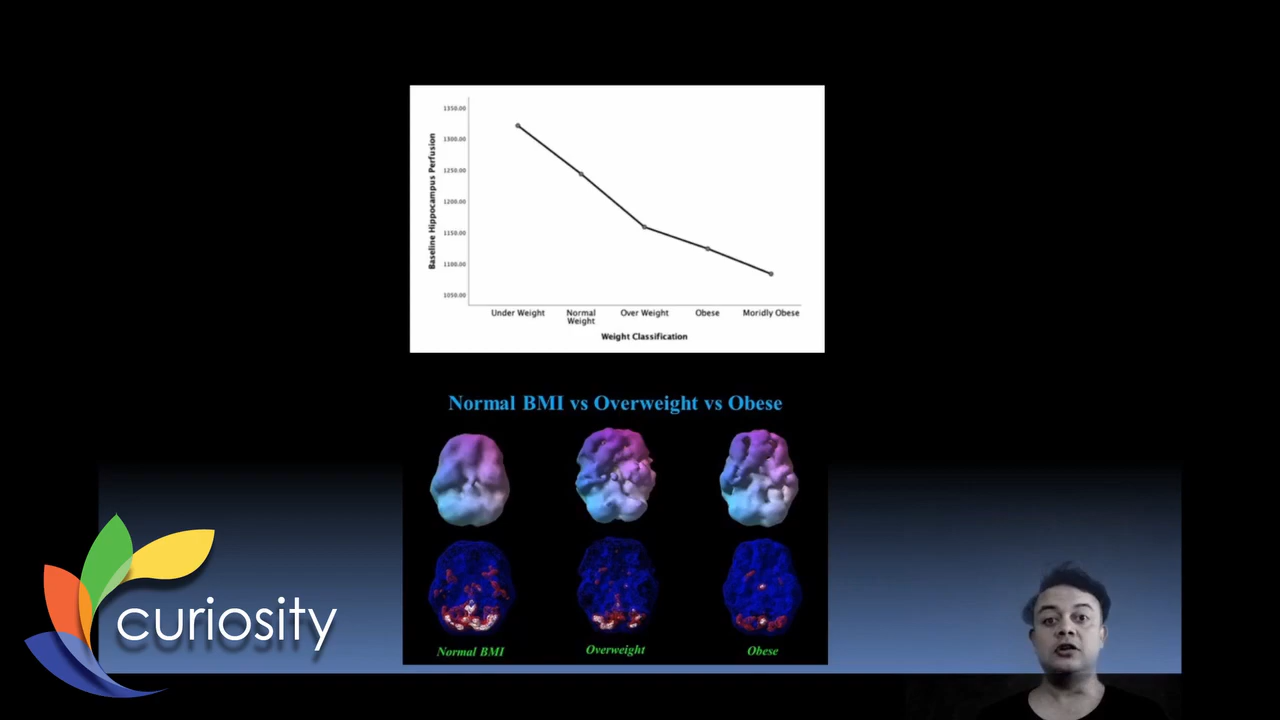 1350.00
1300.00
1250.00
1200.00
1150.00
1100.00
1050.00
Baseline Hippocampus Perfusion
Under Weight
Normal
Weight
Over Weight
Obese
Moridly Obese
Weight Classification
Normal BMI vs Overweight vs Obese
Normal BMI
Overweight
Obese
curiosity